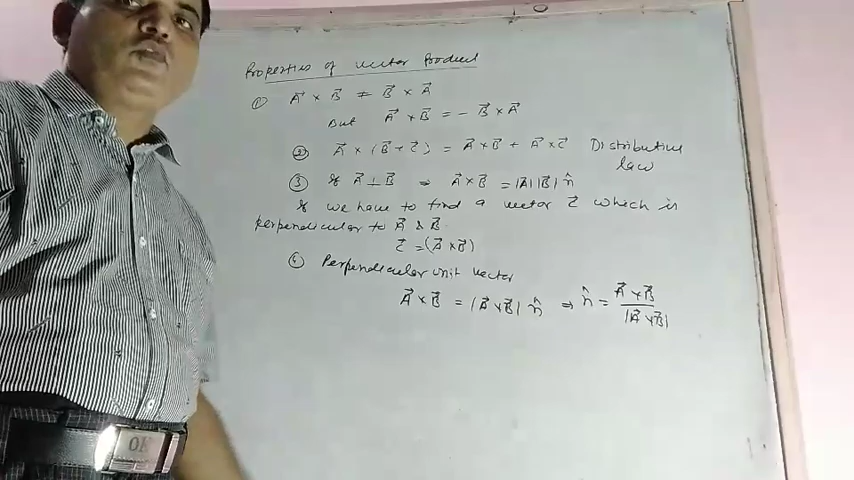 Properties of vector Product
① A⃗ × B⃗ ≠ B⃗ × A⃗
But A⃗ × B⃗ = - B⃗ × A⃗
② A⃗ × (B⃗ + C⃗) = A⃗ × B⃗ + A⃗ × C⃗ Distributive law
③ If A⃗ ⊥ B⃗ ⇒ A⃗ × B⃗ = |A⃗| |B⃗| n̂
If we have to find a vector C⃗ which is
perpendicular to A⃗ & B⃗
C⃗ = (A⃗ × B⃗)
④ Perpendicular unit vector
A⃗ × B⃗ = |A⃗ × B⃗| n̂ ⇒ n̂ = A⃗ × B⃗ / |A⃗ × B⃗|